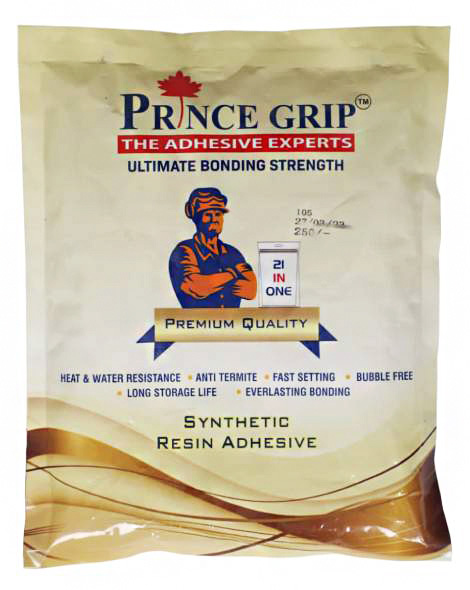 PRINCE GRIP™
THE ADHESIVE EXPERTS
ULTIMATE BONDING STRENGTH
105
250/-
21
IN
ONE
PREMIUM QUALITY
HEAT & WATER RESISTANCE • ANTI TERMITE • FAST SETTING • BUBBLE FREE
• LONG STORAGE LIFE • EVERLASTING BONDING
SYNTHETIC
RESIN ADHESIVE